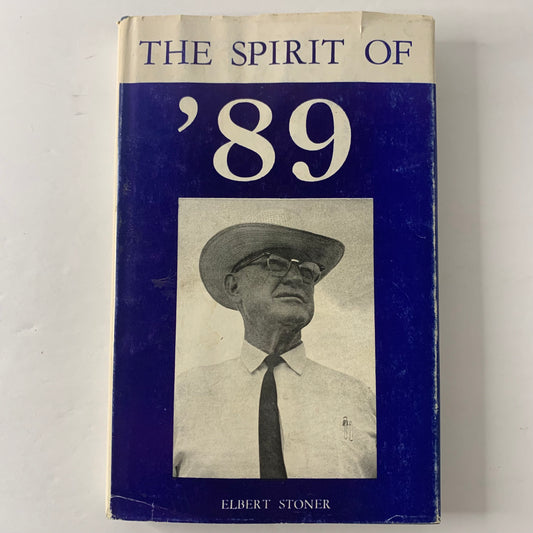 THE SPIRIT OF
’89
ELBERT STONER